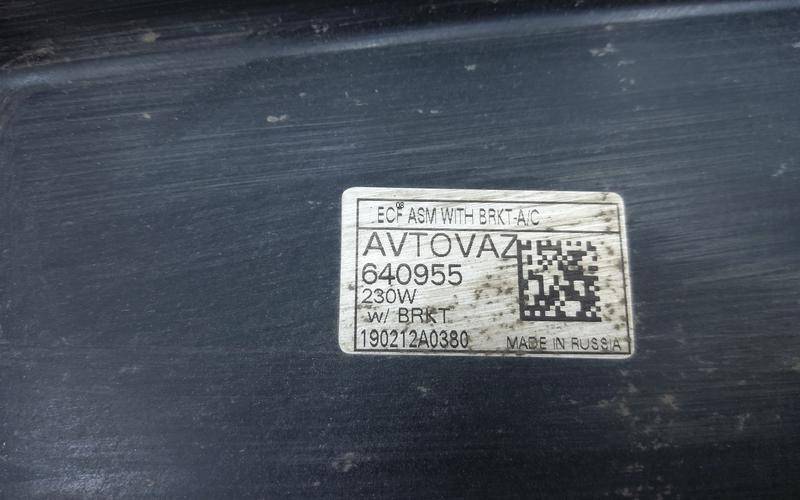 ECF ASM WITH BRKT-A/C
AVTOVAZ
640955
230W
w/ BRKT
190212A0380 MADE IN RUSSIA